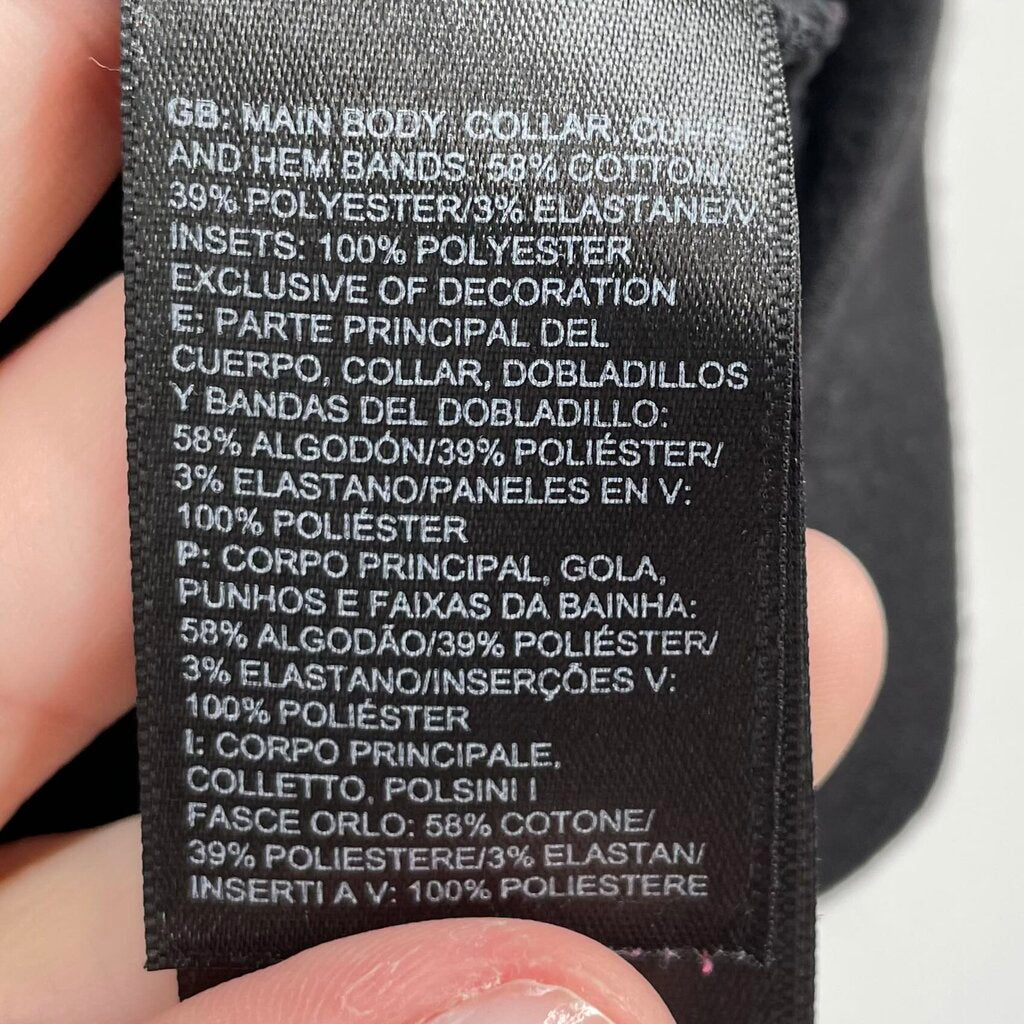 GB: MAIN BODY, COLLAR, CUFFS
AND HEM BANDS: 58% COTTON/
39% POLYESTER/3% ELASTANE/V
INSETS: 100% POLYESTER
EXCLUSIVE OF DECORATION
E: PARTE PRINCIPAL DEL
CUERPO, COLLAR, DOBLADILLOS
Y BANDAS DEL DOBLADILLO:
58% ALGODÓN/39% POLIÉSTER/
3% ELASTANO/PANELES EN V:
100% POLIÉSTER
P: CORPO PRINCIPAL, GOLA,
PUNHOS E FAIXAS DA BAINHA:
58% ALGODÃO/39% POLIÉSTER/
3% ELASTANO/INSERÇÕES V:
100% POLIÉSTER
I: CORPO PRINCIPALE,
COLLETTO, POLSINI I
FASCE ORLO: 58% COTONE/
39% POLIESTERE/3% ELASTAN/
INSERTI A V: 100% POLIESTERE